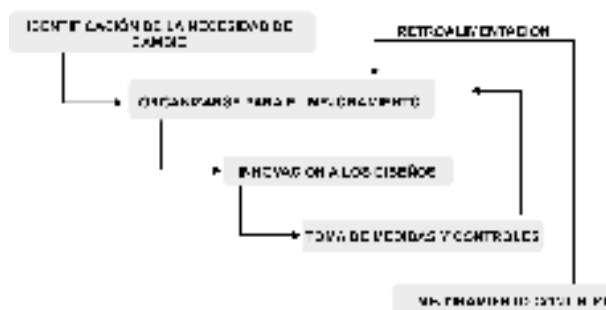 IDENTIFICACIÓN DE LA NECESIDAD DE
CAMBIO
RETROALIMENTACION
ORGANIZARSE PARA EL MEJORAMIENTO
INNOVACION A LOS DISEÑOS
TOMA DE MEDIDAS Y CONTROLES
MEJORAMIENTO